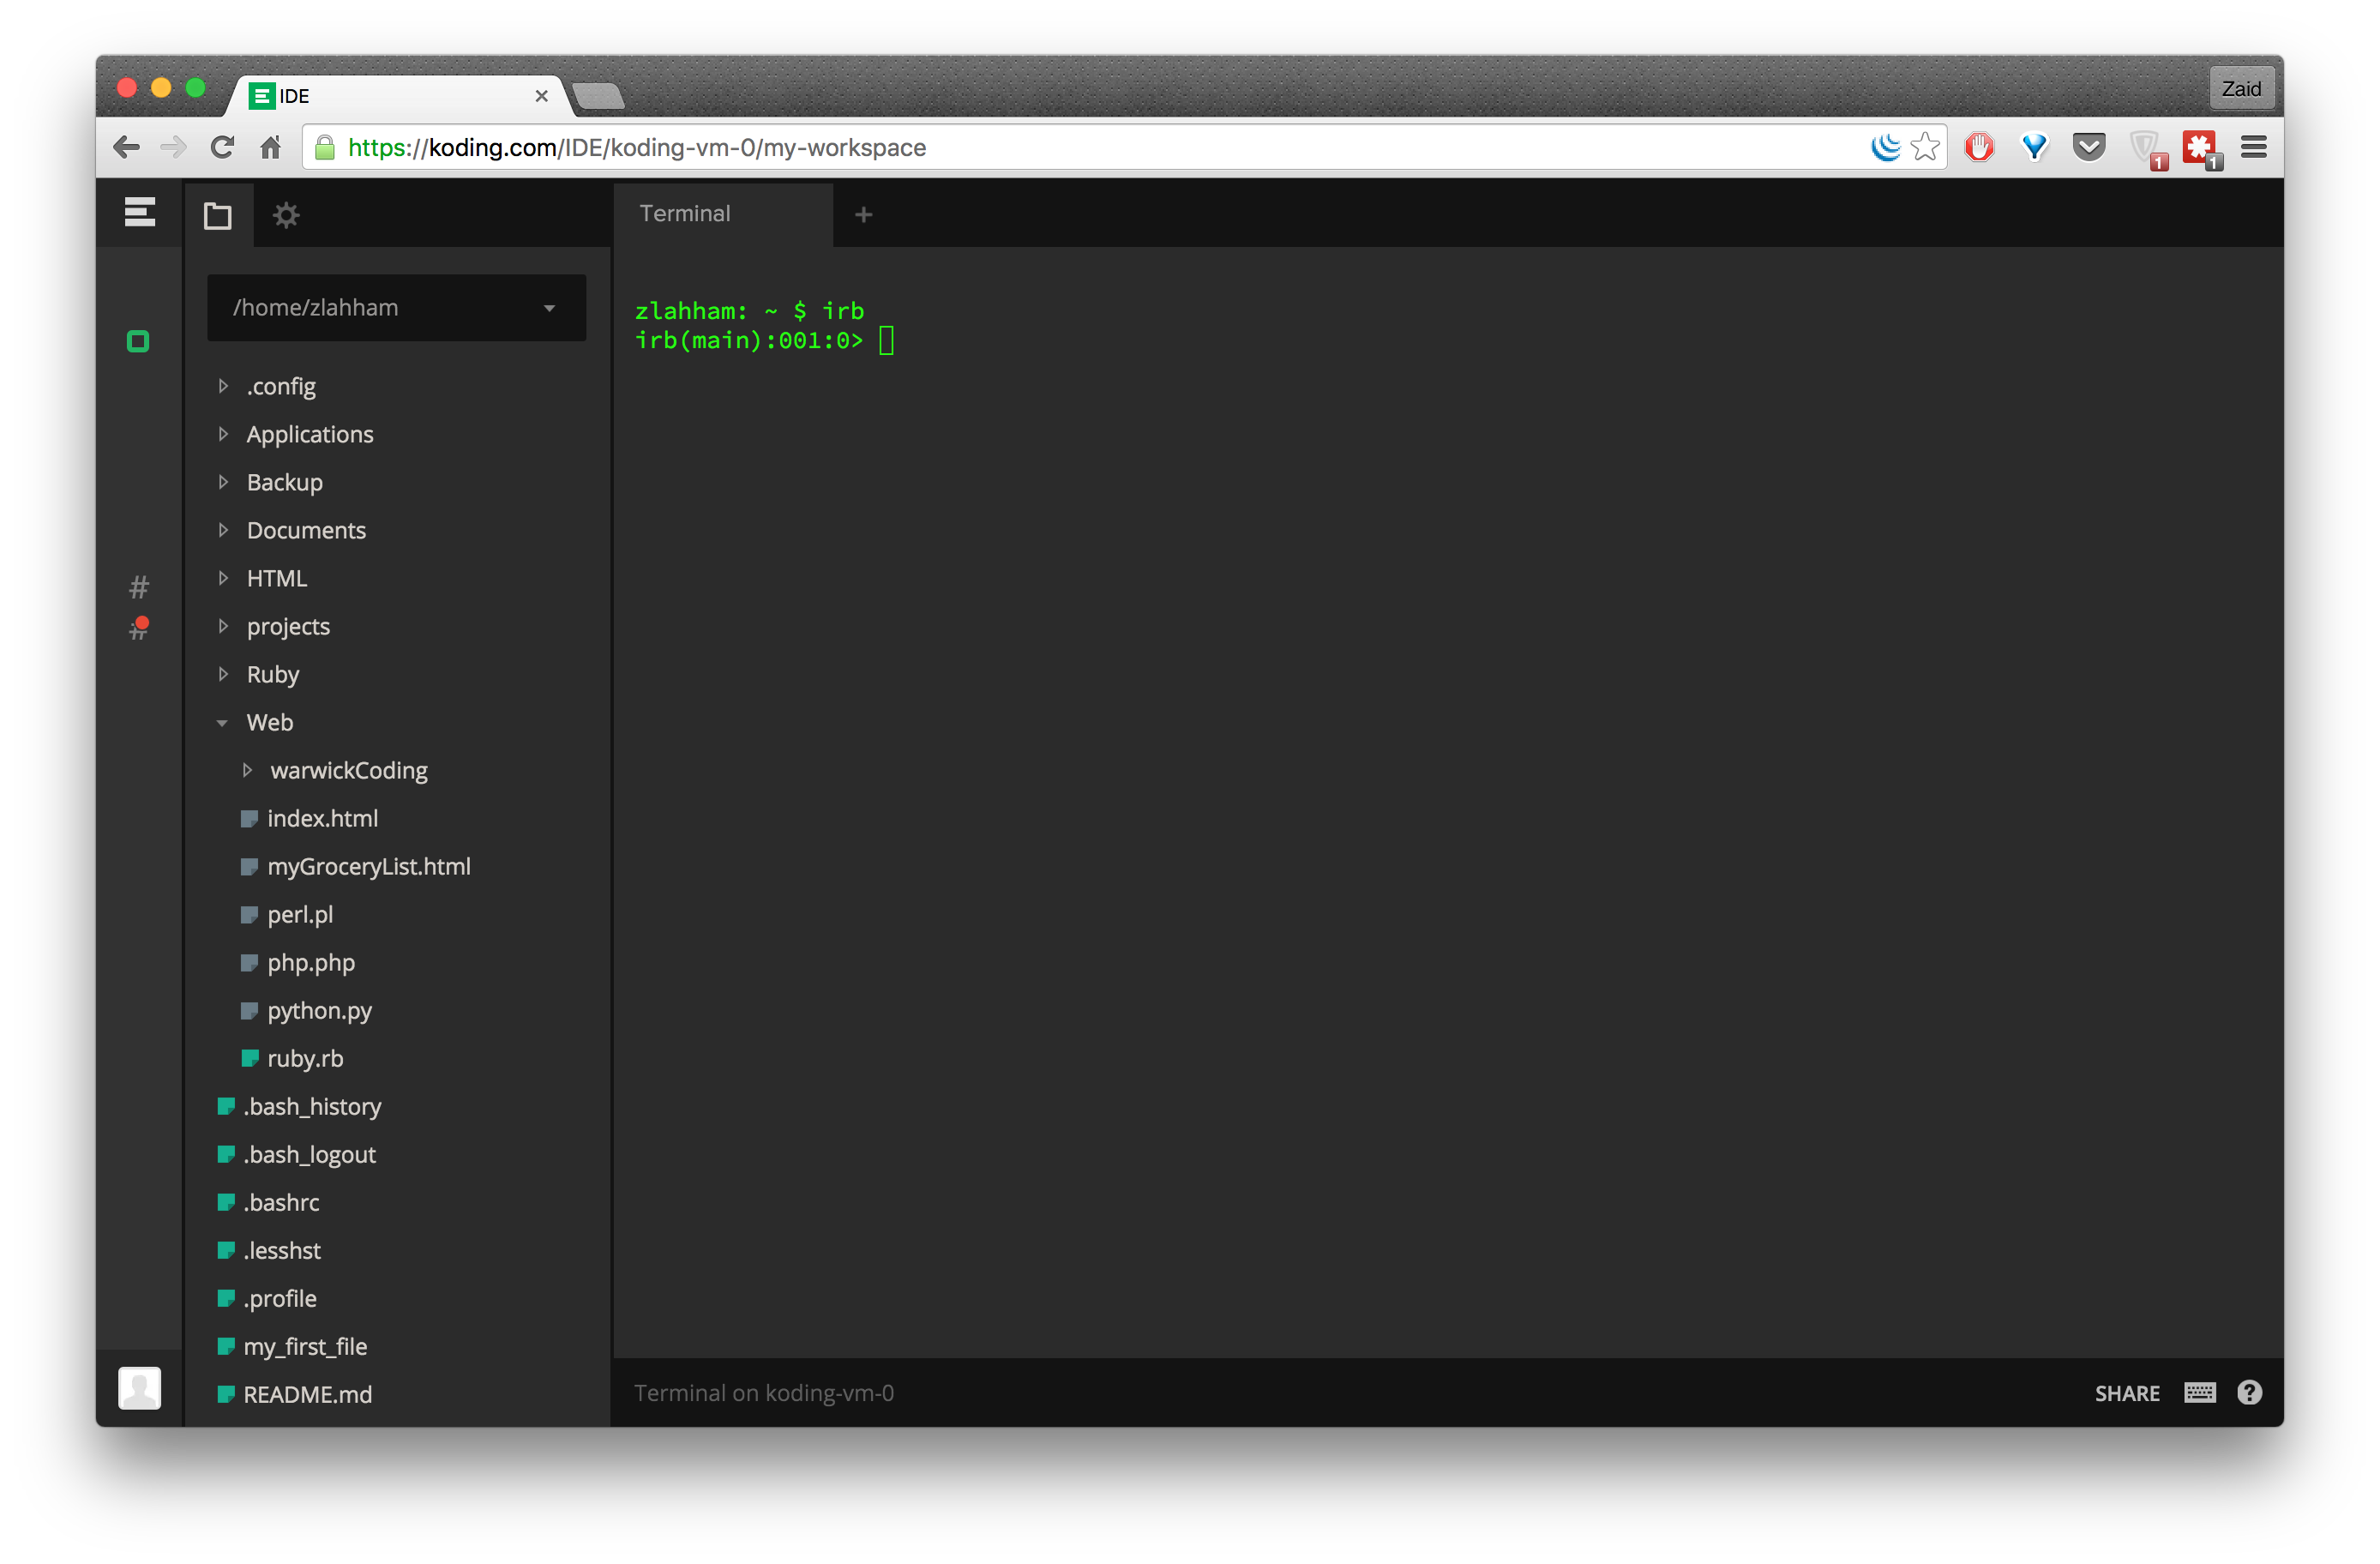 IDE
Zaid
https://koding.com/IDE/koding-vm-0/my-workspace
1
1
Terminal
/home/zlahham
zlahham: ~ $ irb
irb(main):001:0>
.config
Applications
Backup
Documents
HTML
#
projects
#
Ruby
Web
warwickCoding
index.html
myGroceryList.html
perl.pl
php.php
python.py
ruby.rb
.bash_history
.bash_logout
.bashrc
.lesshst
.profile
my_first_file
README.md
Terminal on koding-vm-0
SHARE
?